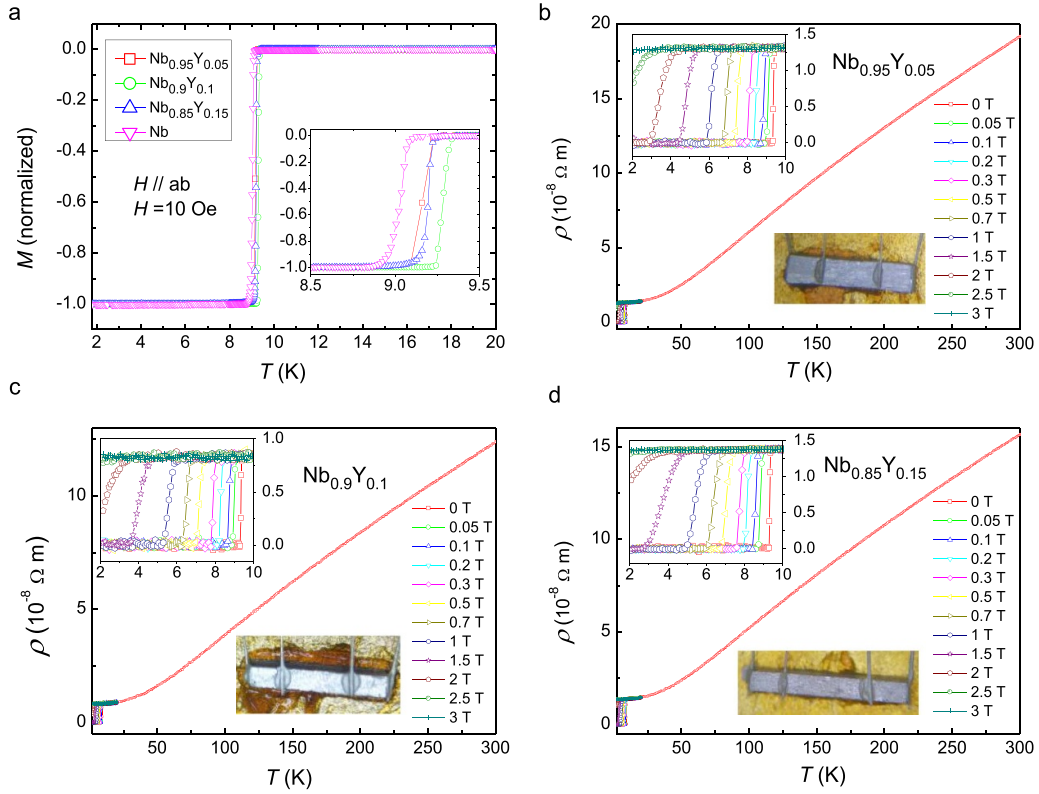 a
M (normalized)
0.0
-0.2
-0.4
-0.6
-0.8
-1.0
Nb0.95Y0.05
Nb0.9Y0.1
Nb0.85Y0.15
Nb
H // ab
H =10 Oe
0.0
-0.2
-0.4
-0.6
-0.8
-1.0
8.5 9.0 9.5
2 4 6 8 10 12 14 16 18 20
T (K)
b
ρ (10-8 Ω m)
20
15
10
5
0
1.5
1.0
0.5
0.0
2 3 4 5 6 7 8 9 10
Nb0.95Y0.05
0 T
0.05 T
0.1 T
0.2 T
0.3 T
0.5 T
0.7 T
1 T
1.5 T
2 T
2.5 T
3 T
50 100 150 200 250 300
T (K)
c
ρ (10-8 Ω m)
10
5
0
1.0
0.5
0.0
2 4 6 8 10
Nb0.9Y0.1
0 T
0.05 T
0.1 T
0.2 T
0.3 T
0.5 T
0.7 T
1 T
1.5 T
2 T
2.5 T
3 T
50 100 150 200 250 300
T (K)
d
ρ (10-8 Ω m)
15
10
5
0
1.5
1.0
0.5
0.0
2 4 6 8 10
Nb0.85Y0.15
0 T
0.05 T
0.1 T
0.2 T
0.3 T
0.5 T
0.7 T
1 T
1.5 T
2 T
2.5 T
3 T
50 100 150 200 250 300
T (K)